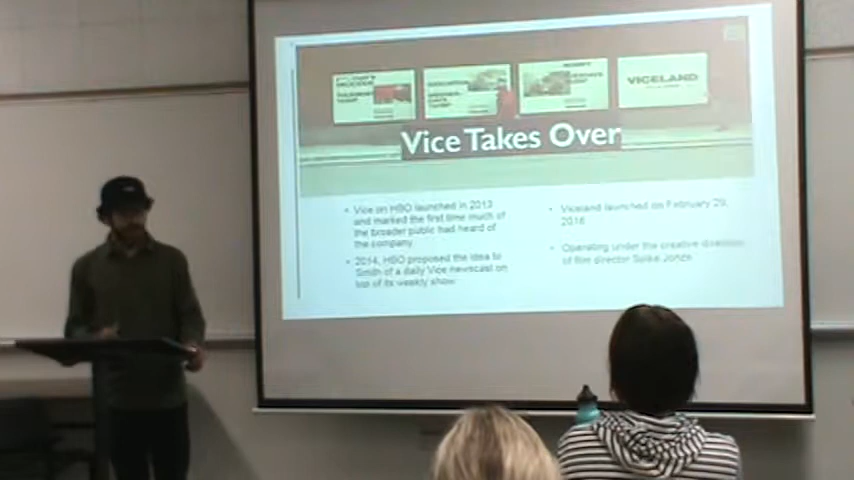 VICELAND
Vice Takes Over
• Vice on HBO launched in 2013
and marked the first time much of
the broader public had heard of
the company.
• 2014, HBO proposed the idea to
Smith of a daily Vice newscast on
top of its weekly show.
• Viceland launched on February 29,
2016
• Operating under the creative direction
of film director Spike Jonze